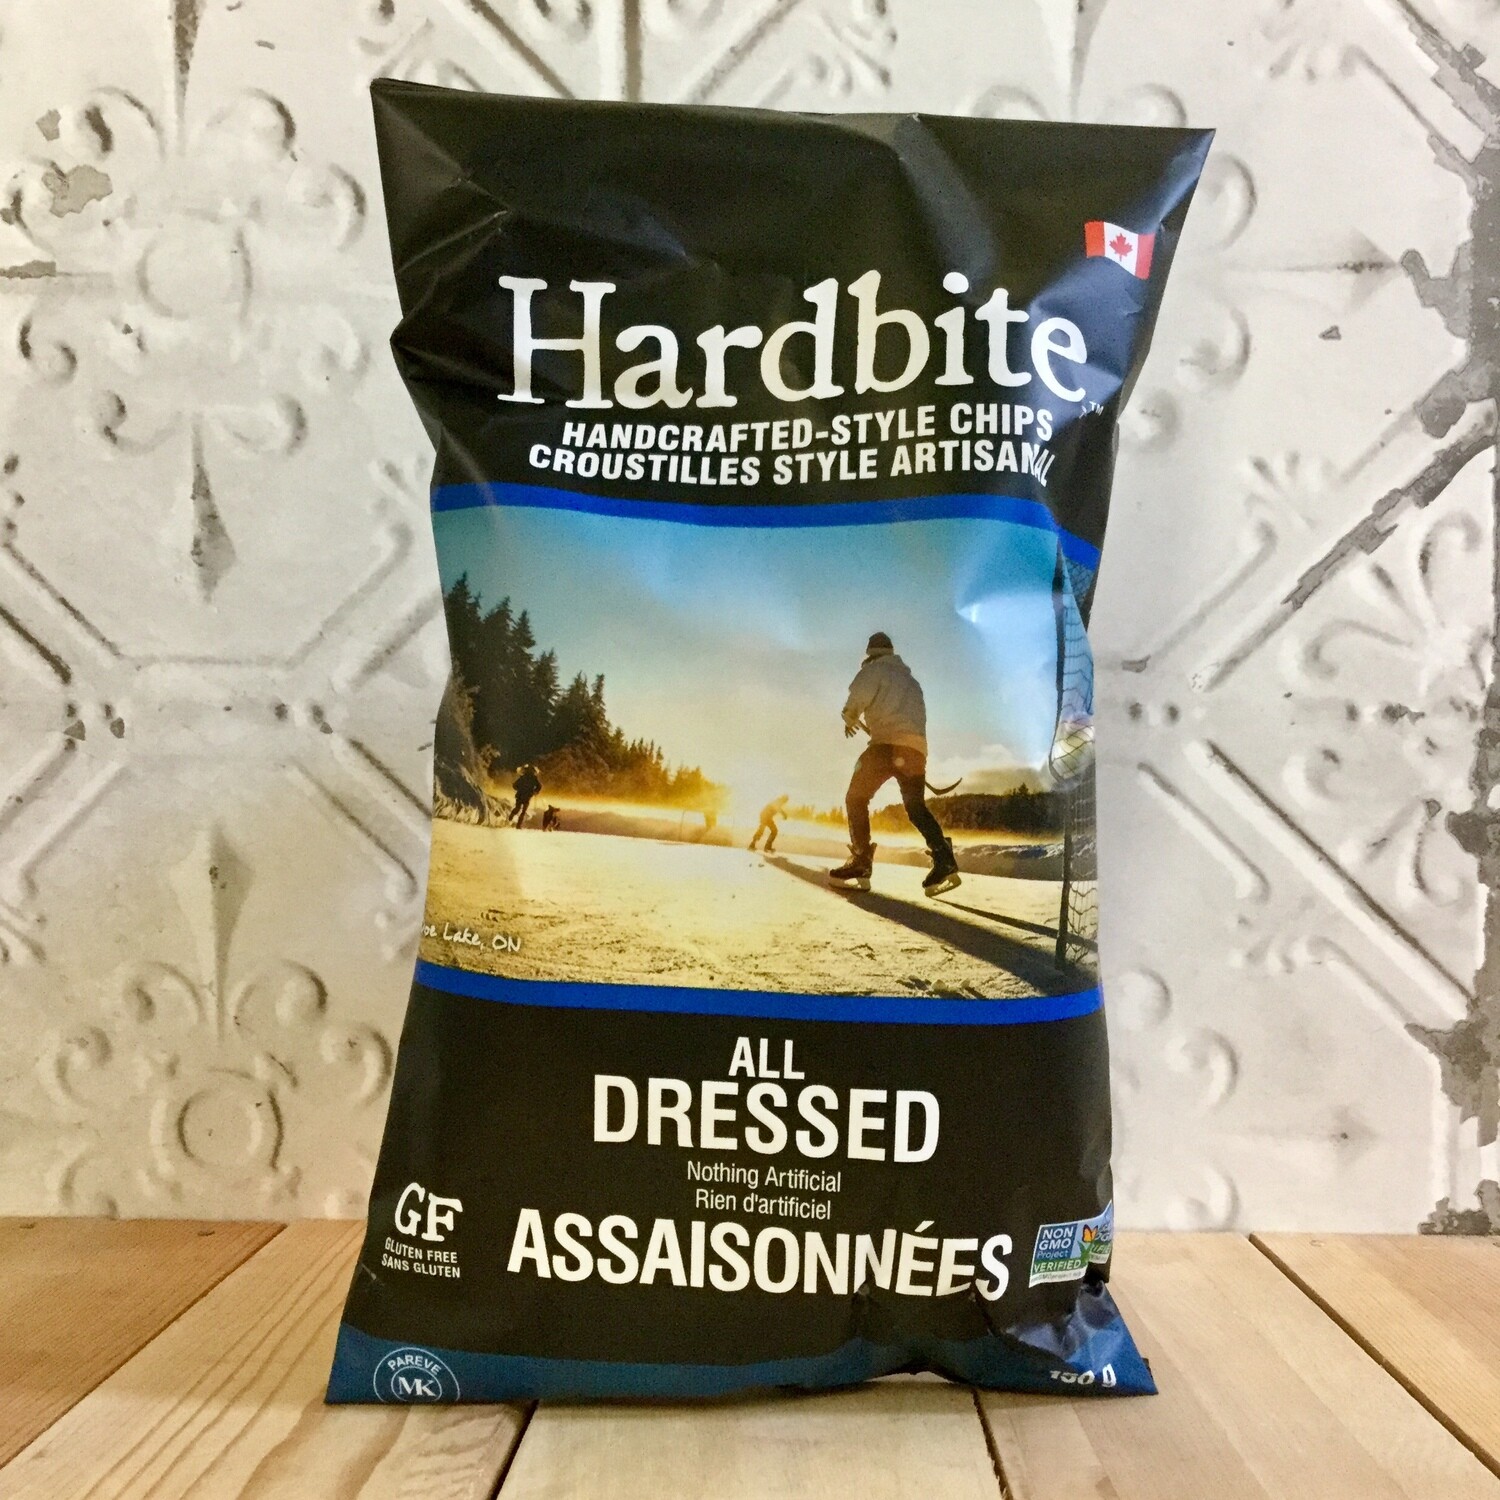 Hardbite
HANDCRAFTED-STYLE CHIPS
CROUSTILLES STYLE ARTISANAL
Lake, ON
ALL
DRESSED
Nothing Artificial
Rien d'artificiel
ASSAISONNÉES
GF
GLUTEN FREE
SANS GLUTEN
NON
GMO
Project
VERIFIED
PAREVE
MK
150 g